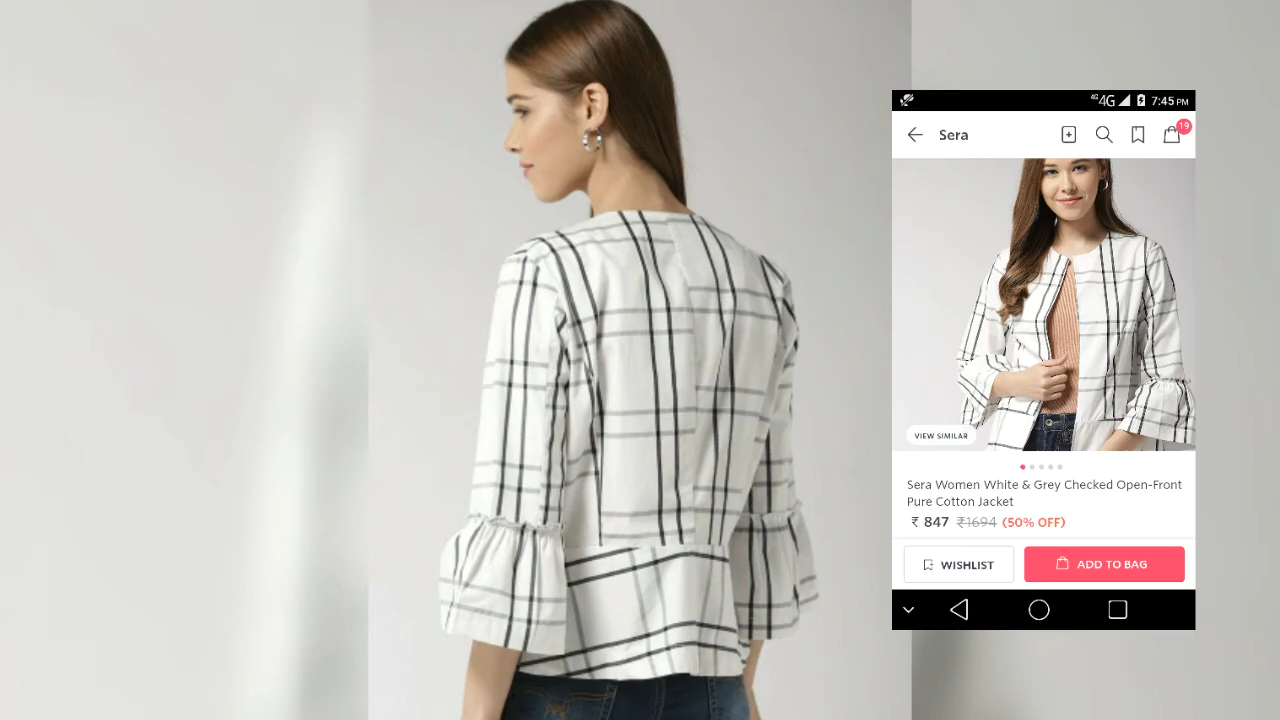 4G 4G 7:45 PM
Sera
19
VIEW SIMILAR
Sera Women White & Grey Checked Open-Front
Pure Cotton Jacket
₹ 847 ₹1694 (50% OFF)
WISHLIST
ADD TO BAG